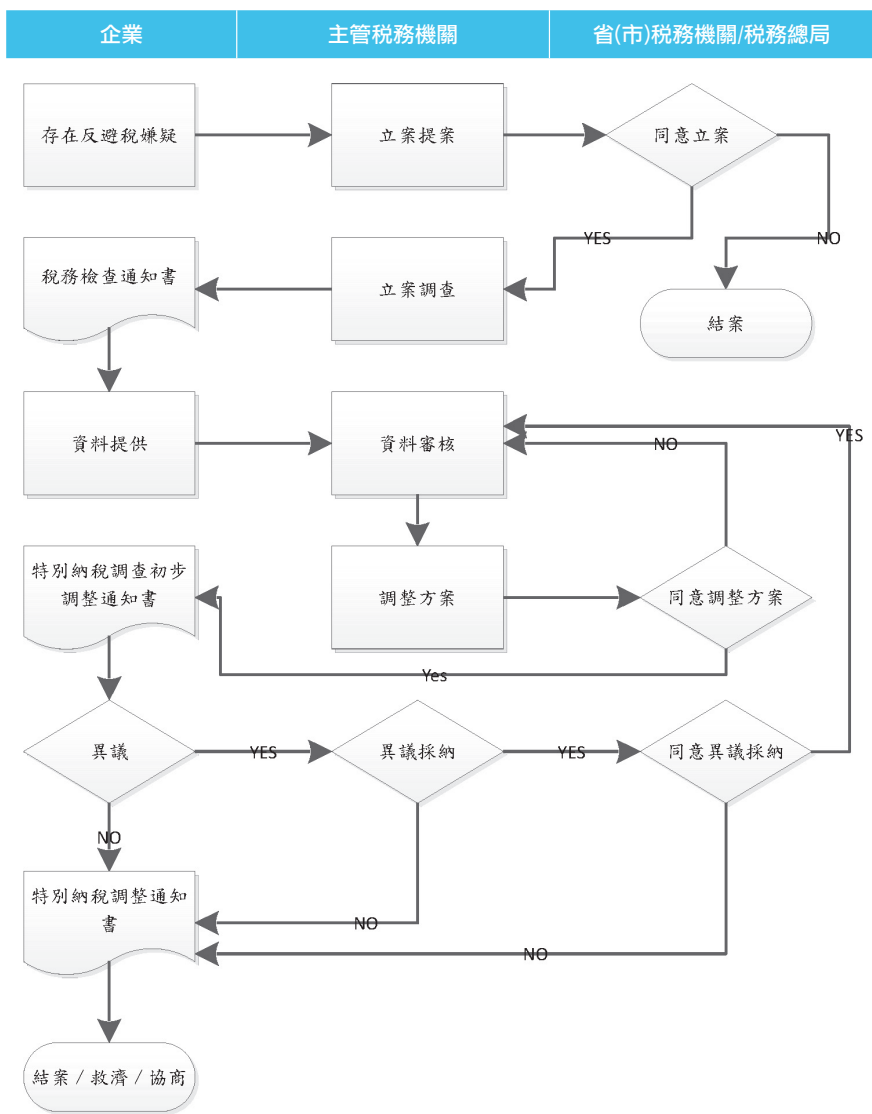 企業
主管税務機關
省(市)税務機關/税務總局
存在反避稅嫌疑
立案提案
同意立案
YES
NO
稅務檢查通知書
立案調查
結案
資料提供
資料審核
YES
NO
特別納稅調查初步
調整通知書
調整方案
同意調整方案
Yes
異議
YES
異議採納
YES
同意異議採納
NO
特別納稅調整通知
書
NO
NO
結案 / 救濟 / 協商